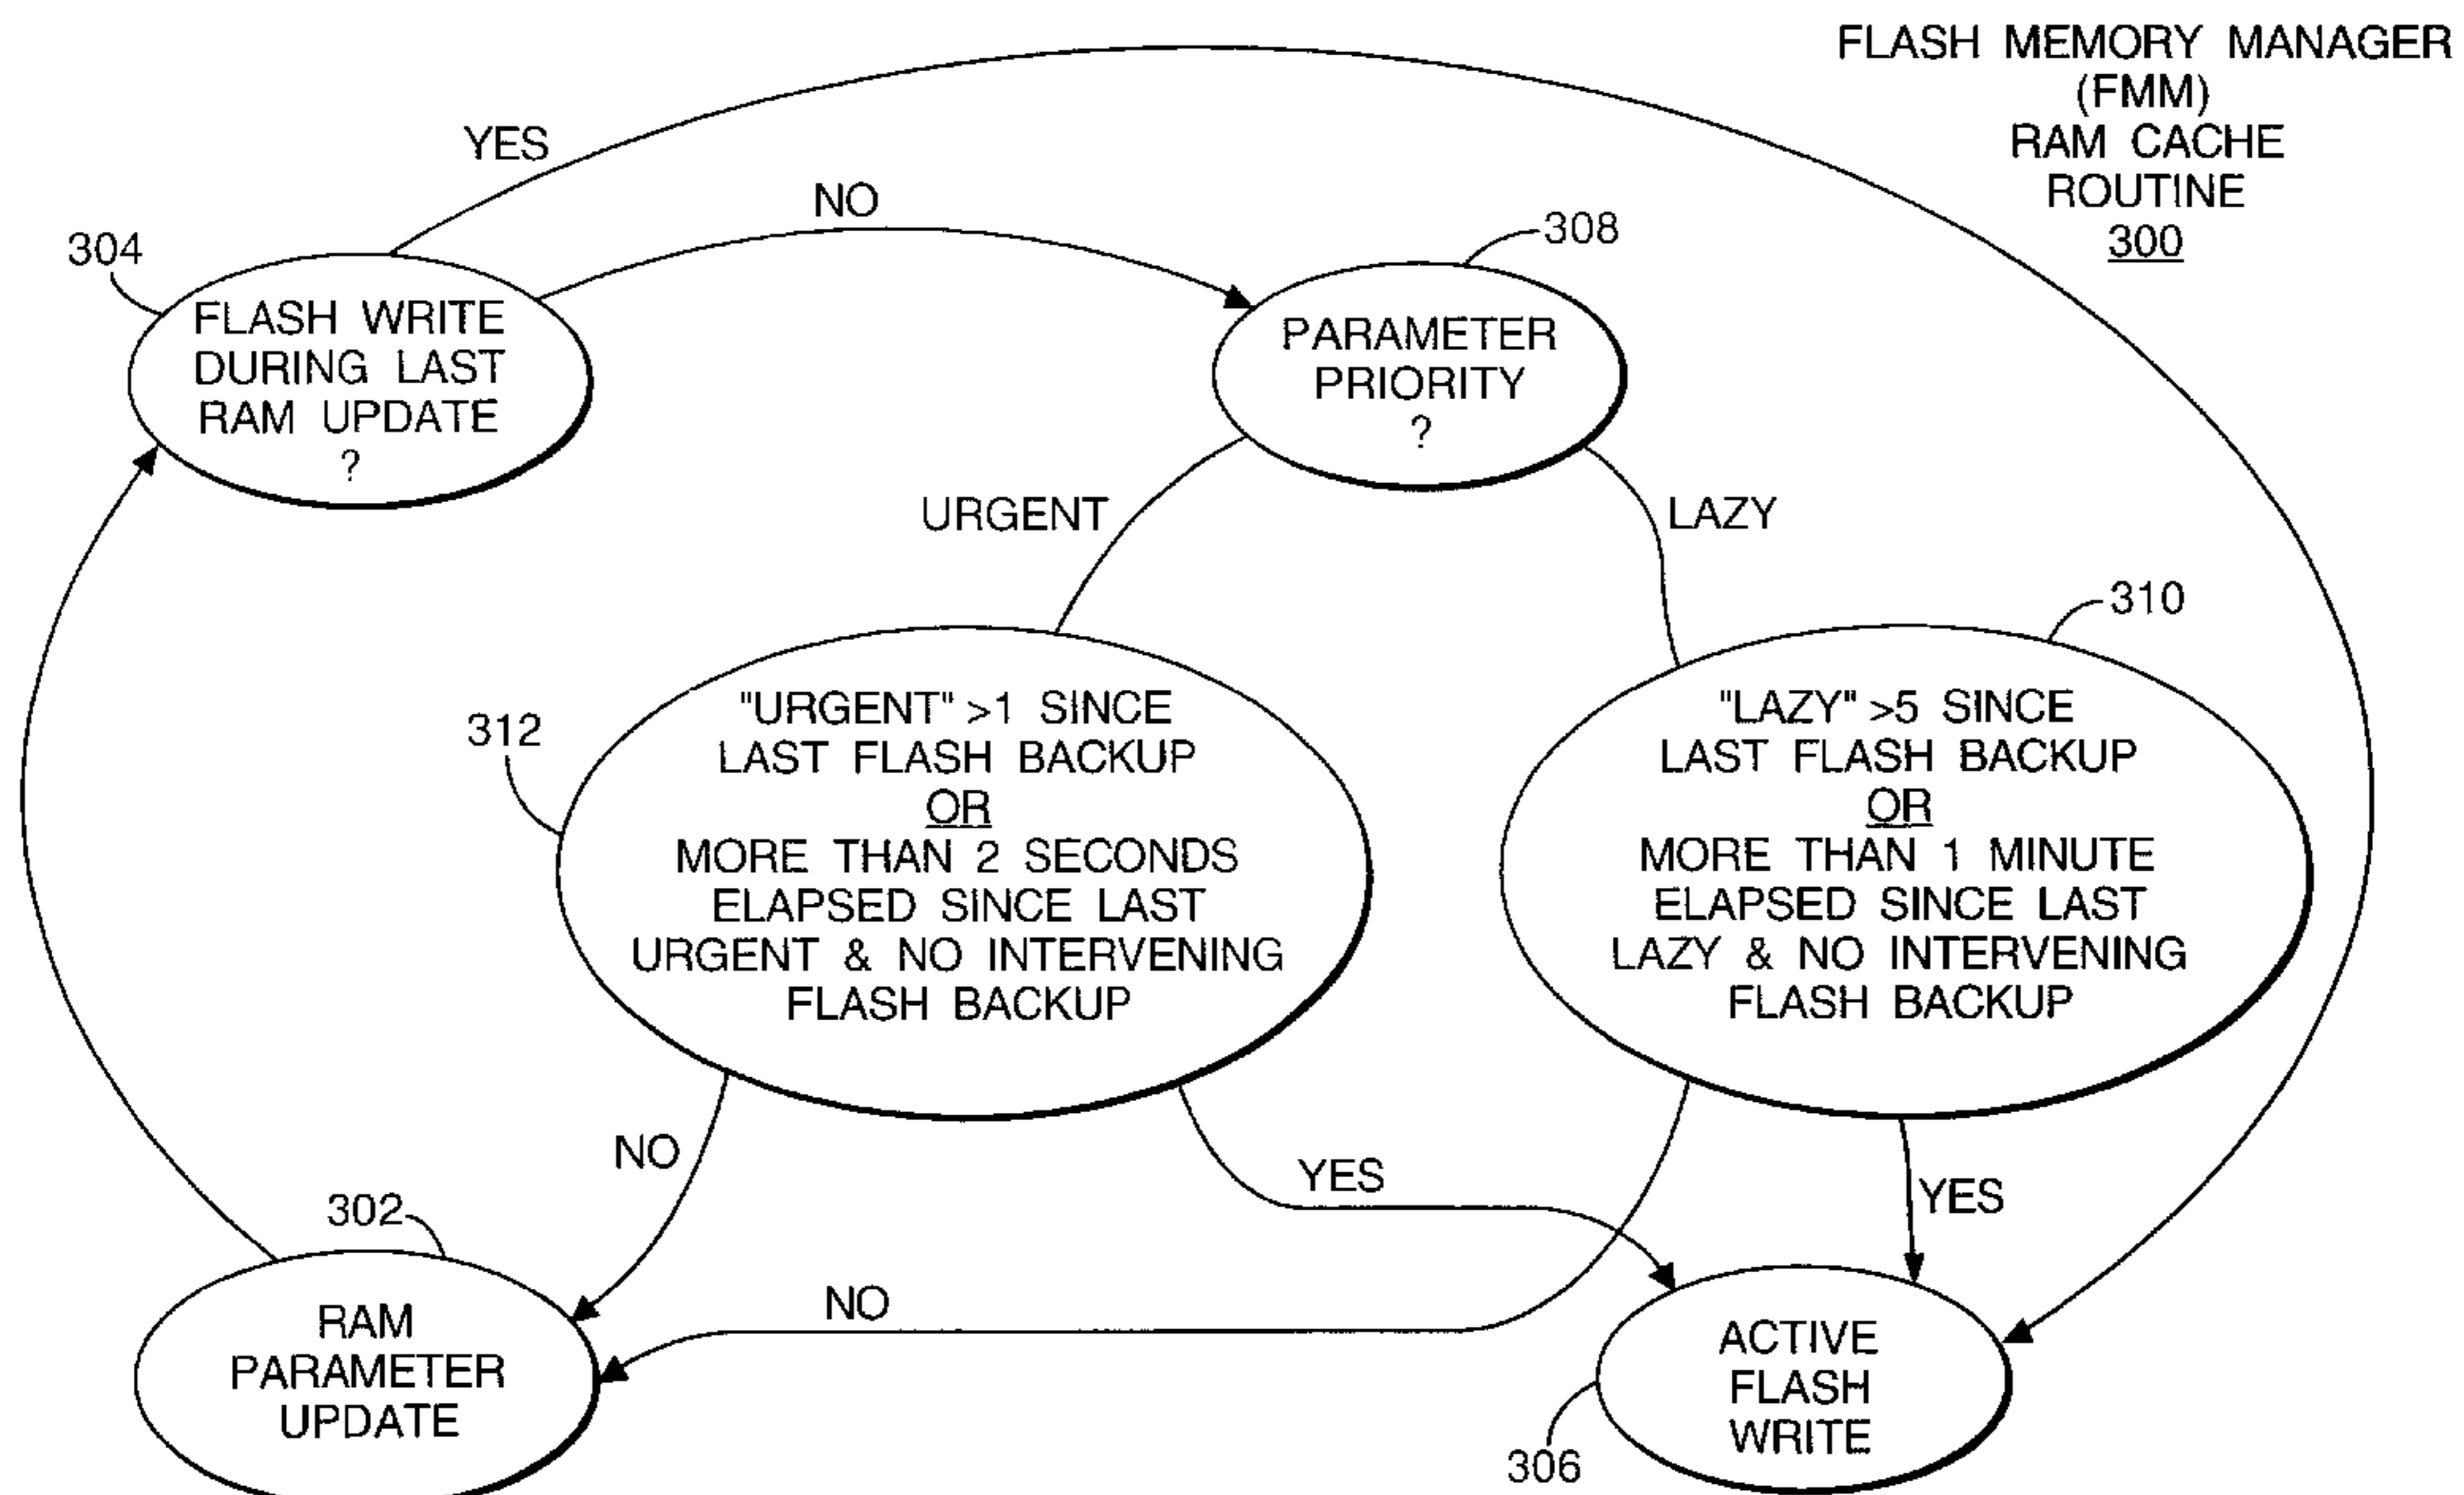 FLASH MEMORY MANAGER
(FMM)
RAM CACHE
ROUTINE
300
YES
NO
304
FLASH WRITE
DURING LAST
RAM UPDATE
?
308
PARAMETER
PRIORITY
?
URGENT
LAZY
312
"URGENT" >1 SINCE
LAST FLASH BACKUP
OR
MORE THAN 2 SECONDS
ELAPSED SINCE LAST
URGENT & NO INTERVENING
FLASH BACKUP
310
"LAZY" >5 SINCE
LAST FLASH BACKUP
OR
MORE THAN 1 MINUTE
ELAPSED SINCE LAST
LAZY & NO INTERVENING
FLASH BACKUP
NO
YES
YES
NO
302
RAM
PARAMETER
UPDATE
ACTIVE
FLASH
WRITE
306